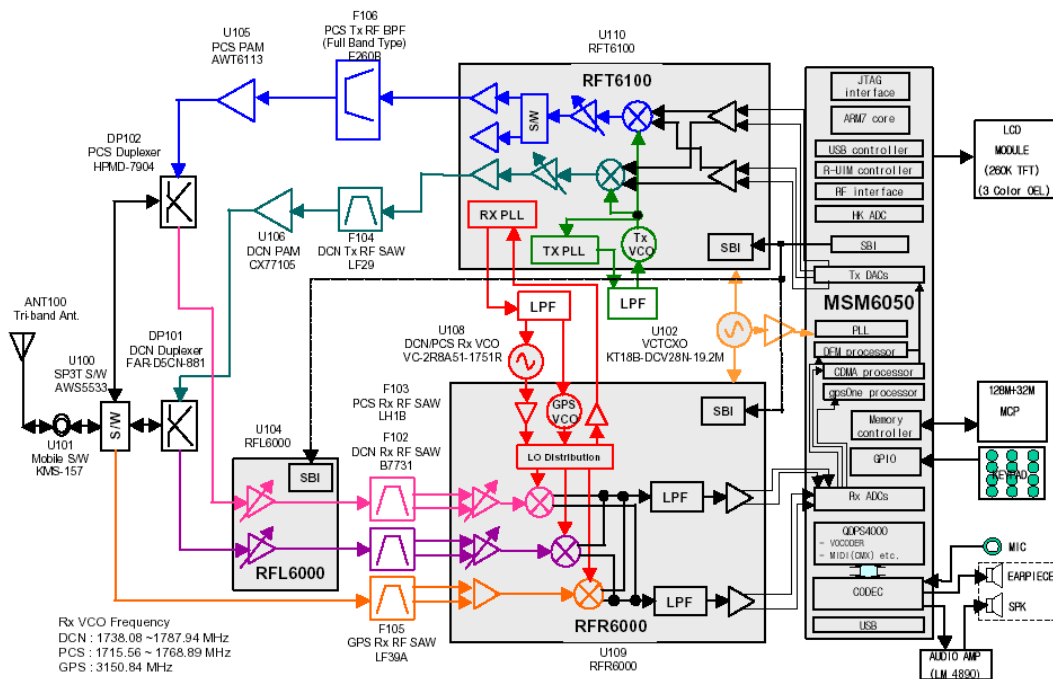 F106
PCS Tx RF BPF
(Full Band Type)
F260B
U105
PCS PAM
AWT6113
U110
RFT6100
RFT6100
S/W
RX PLL
TX PLL
Tx
VCO
LPF
SBI
DP102
PCS Duplexer
HPMD-7904
U106
DCN PAM
CX77105
F104
DCN Tx RF SAW
LF29
ANT100
Tri-band Ant.
U100
SP3T S/W
AWS5533
S/W
U101
Mobile S/W
KMS-157
DP101
DCN Duplexer
FAR-D5CN-881
LPF
U108
DCN/PCS Rx VCO
VC-2R8A51-1751R
U102
VCTCXO
KT18B-DCV28N-19.2M
F103
PCS Rx RF SAW
LH1B
F102
DCN Rx RF SAW
B7731
U104
RFL6000
SBI
RFL6000
GPS
VCO
SBI
LO Distribution
LPF
LPF
RFR6000
U109
RFR6000
F105
GPS Rx RF SAW
LF39A
Rx VCO Frequency
DCN : 1738.08 ~1787.94 MHz
PCS : 1715.56 ~ 1768.89 MHz
GPS : 3150.84 MHz
JTAG
interface
ARM7 core
USB controller
R-UIM controller
RF interface
HK ADC
SBI
Tx DACs
MSM6050
PLL
DFM processor
CDMA processor
gpsOne processor
Memory
controller
GPIO
Rx ADCs
QDPS4000
- VOCODER
- MIDI(CMX) etc.
CODEC
USB
LCD
MODULE
(260K TFT)
(3 Color OEL)
128M+32M
MCP
KEYPAD
MIC
EARPIECE
SPK
AUDIO AMP
(LM 4890)